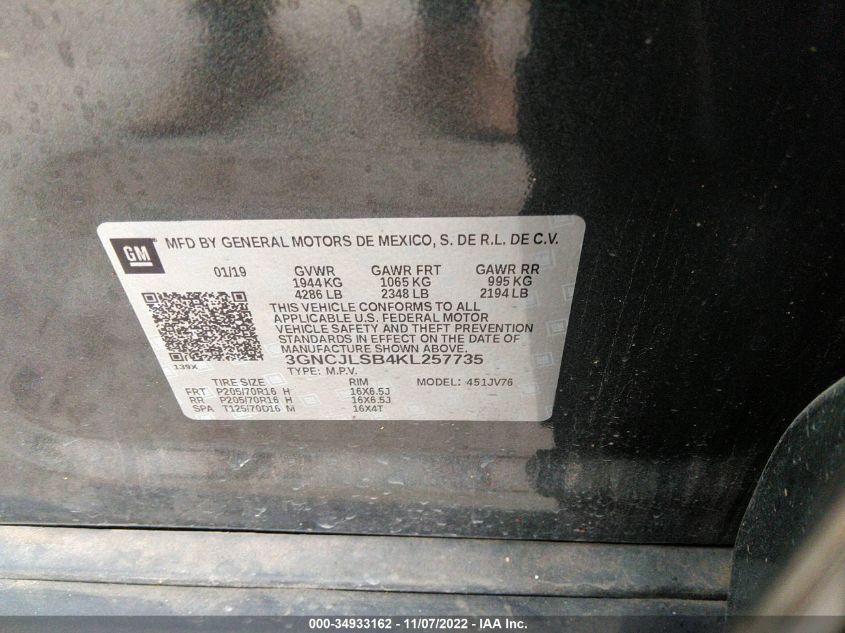 GM MFD BY GENERAL MOTORS DE MEXICO, S. DE R.L. DE C.V.
01/19 GVWR GAWR FRT GAWR RR
1944 KG 1065 KG 995 KG
4286 LB 2348 LB 2194 LB
THIS VEHICLE CONFORMS TO ALL
APPLICABLE U.S. FEDERAL MOTOR
VEHICLE SAFETY AND THEFT PREVENTION
STANDARDS IN EFFECT ON THE DATE OF
MANUFACTURE SHOWN ABOVE.
139X 3GNCJLSB4KL257735
TYPE: M.P.V.
TIRE SIZE RIM MODEL: 451JV76
FRT P205/70R16 H 16X6.5J
RR P205/70R16 H 16X6.5J
SPA T125/70D16 M 16X4T
000-34933162 - 11/07/2022 - IAA Inc.